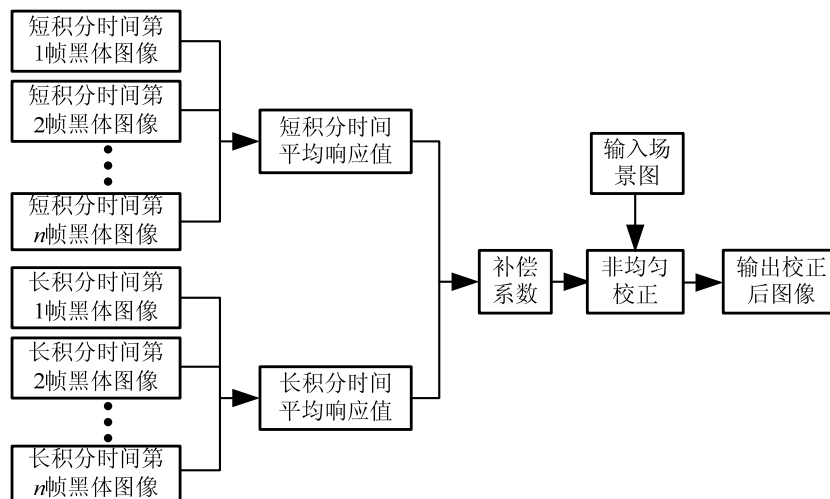 短积分时间第
1帧黑体图像
短积分时间第
2帧黑体图像
短积分时间第
n帧黑体图像
短积分时间
平均响应值
长积分时间第
1帧黑体图像
长积分时间第
2帧黑体图像
长积分时间第
n帧黑体图像
长积分时间
平均响应值
补偿
系数
输入场
景图
非均匀
校正
输出校正
后图像